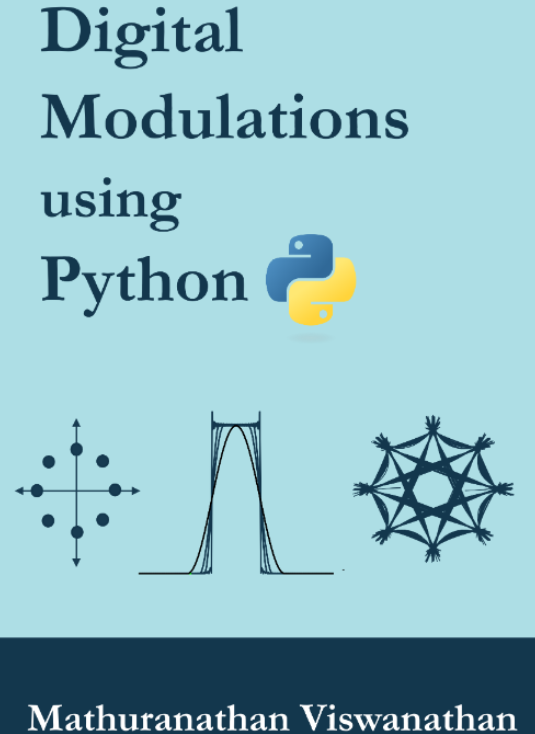 Digital
Modulations
using
Python
Mathuranathan Viswanathan